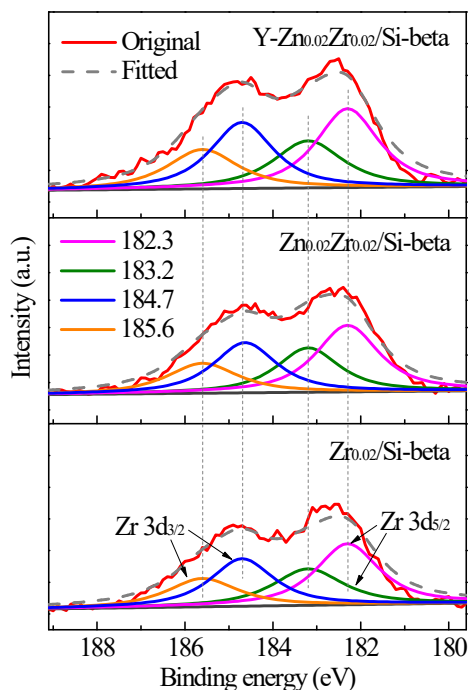 Original
Fitted
Y-Zn0.02Zr0.02/Si-beta
182.3
183.2
184.7
185.6
Zn0.02Zr0.02/Si-beta
Zr0.02/Si-beta
Zr 3d3/2
Zr 3d5/2
Intensity (a.u.)
188 186 184 182 180
Binding energy (eV)